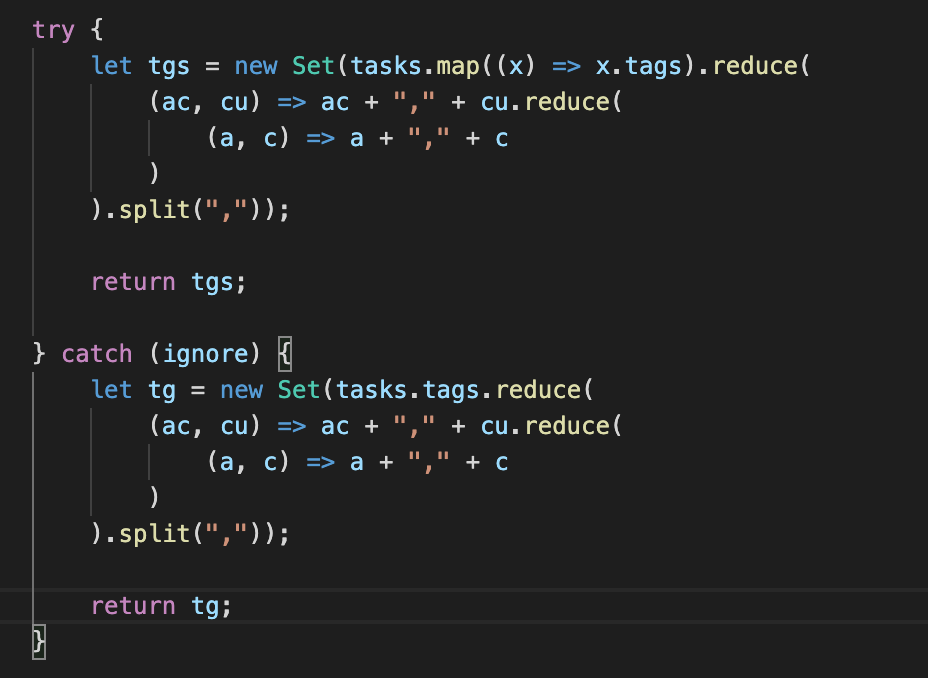 try {
    let tgs = new Set(tasks.map((x) => x.tags).reduce(
        (ac, cu) => ac + "," + cu.reduce(
            (a, c) => a + "," + c
        )
    ).split(","));

    return tgs;

} catch (ignore) {
    let tg = new Set(tasks.tags.reduce(
        (ac, cu) => ac + "," + cu.reduce(
            (a, c) => a + "," + c
        )
    ).split(","));

    return tg;
}